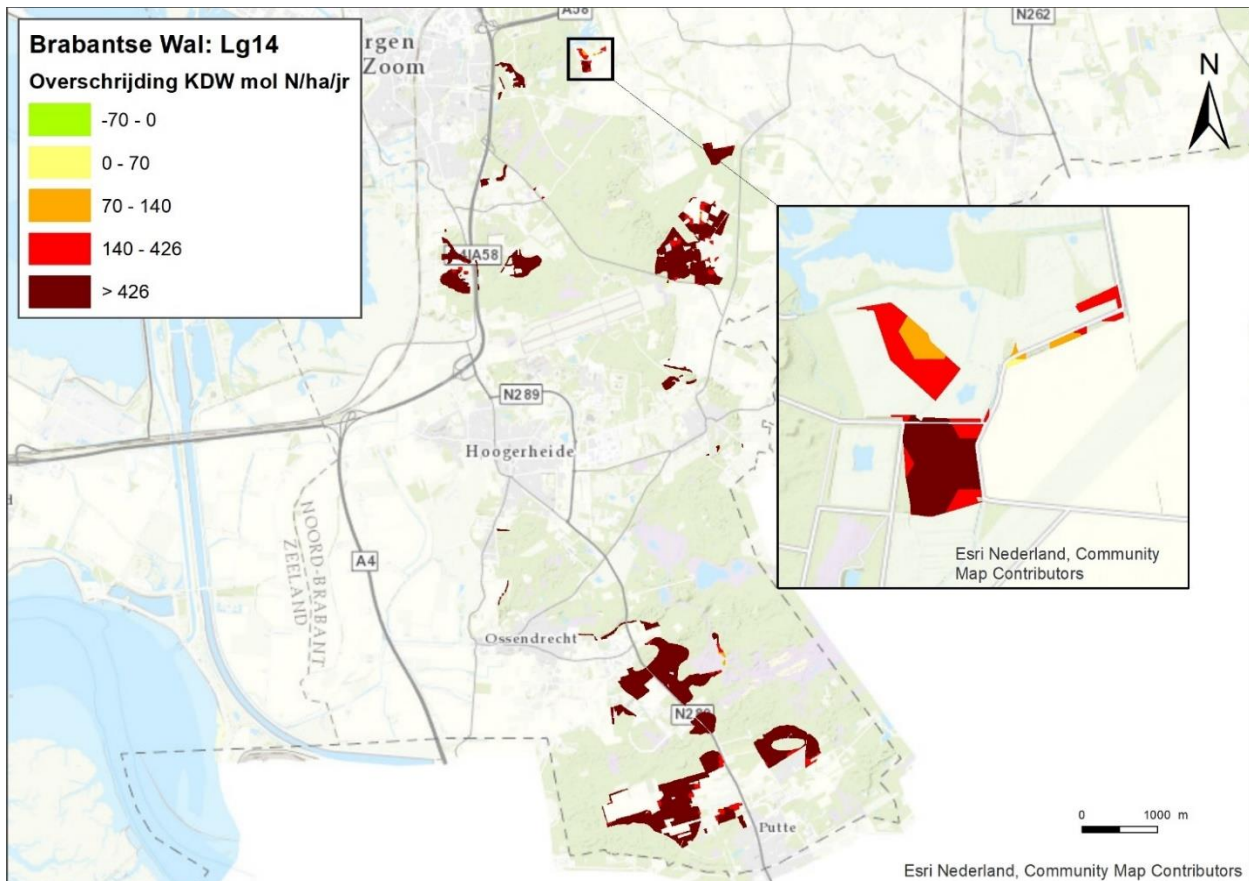 Brabantse Wal: Lg14
Overschrijding KDW mol N/ha/jr
-70 - 0
0 - 70
70 - 140
140 - 426
> 426
A58
N262
rgen
Zoom
N
A58
N289
Hoogerheide
NOORD-BRABANT
ZEELAND
A4
Esri Nederland, Community
Map Contributors
Ossendrecht
N289
Putte
0 1000 m
Esri Nederland, Community Map Contributors